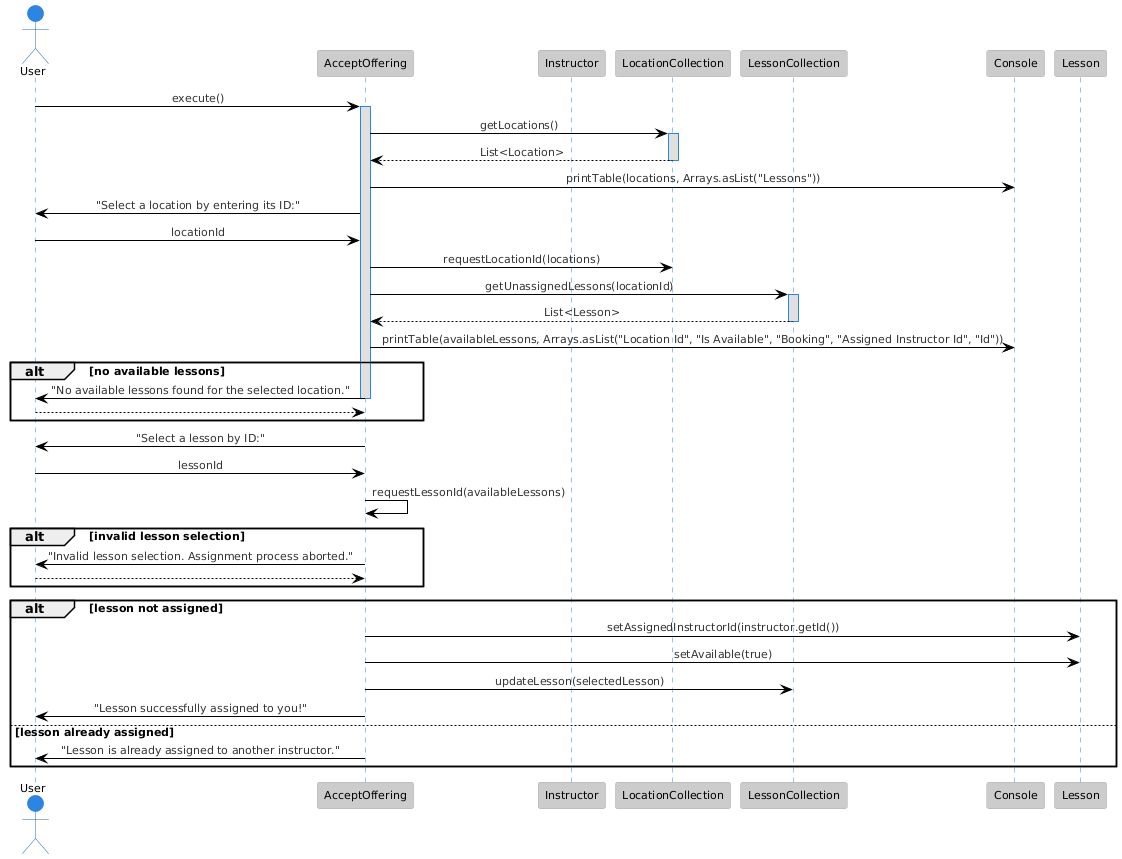 User
AcceptOffering
Instructor
LocationCollection
LessonCollection
Console
Lesson
execute()
getLocations()
List<Location>
printTable(locations, Arrays.asList("Lessons"))
"Select a location by entering its ID:"
locationId
requestLocationId(locations)
getUnassignedLessons(locationId)
List<Lesson>
printTable(availableLessons, Arrays.asList("Location Id", "Is Available", "Booking", "Assigned Instructor Id", "Id"))
alt [no available lessons]
"No available lessons found for the selected location."
"Select a lesson by ID:"
lessonId
requestLessonId(availableLessons)
alt [invalid lesson selection]
"Invalid lesson selection. Assignment process aborted."
alt [lesson not assigned]
setAssignedInstructorId(instructor.getId())
setAvailable(true)
updateLesson(selectedLesson)
"Lesson successfully assigned to you!"
[lesson already assigned]
"Lesson is already assigned to another instructor."
User
AcceptOffering
Instructor
LocationCollection
LessonCollection
Console
Lesson